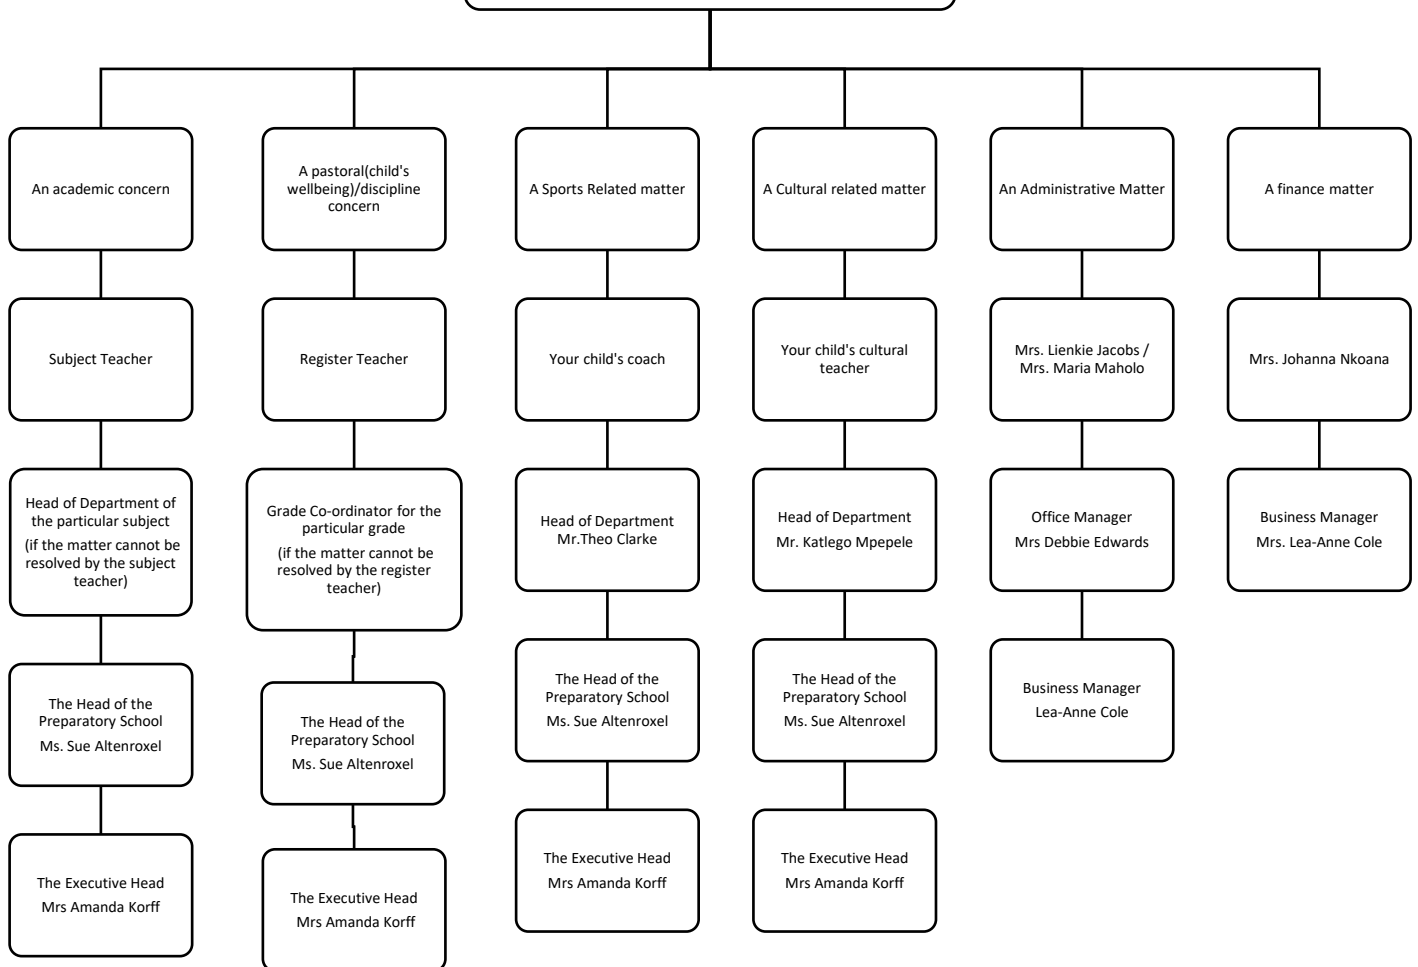 An academic concern
A pastoral(child's
wellbeing)/discipline
concern
A Sports Related matter
A Cultural related matter
An Administrative Matter
A finance matter
Subject Teacher
Register Teacher
Your child's coach
Your child's cultural
teacher
Mrs. Lienkie Jacobs /
Mrs. Maria Maholo
Mrs. Johanna Nkoana
Head of Department of
the particular subject
(if the matter cannot be
resolved by the subject
teacher)
Grade Co-ordinator for the
particular grade
(if the matter cannot be
resolved by the register
teacher)
Head of Department
Mr.Theo Clarke
Head of Department
Mr. Katlego Mpepele
Office Manager
Mrs Debbie Edwards
Business Manager
Mrs. Lea-Anne Cole
The Head of the
Preparatory School
Ms. Sue Altenroxel
The Head of the
Preparatory School
Ms. Sue Altenroxel
The Head of the
Preparatory School
Ms. Sue Altenroxel
The Head of the
Preparatory School
Ms. Sue Altenroxel
Business Manager
Lea-Anne Cole
The Executive Head
Mrs Amanda Korff
The Executive Head
Mrs Amanda Korff
The Executive Head
Mrs Amanda Korff
The Executive Head
Mrs Amanda Korff